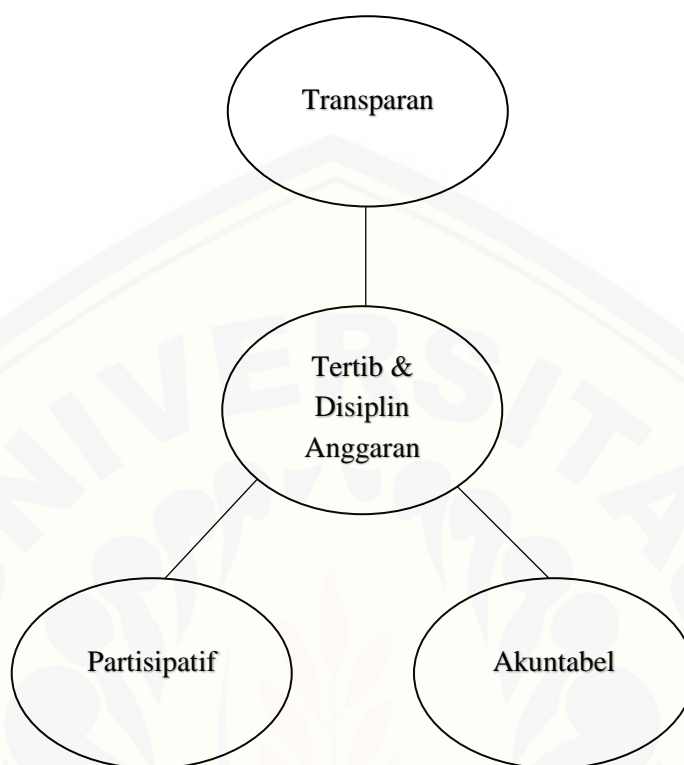 Transparan
Tertib &
Disiplin
Anggaran
Partisipatif
Akuntabel